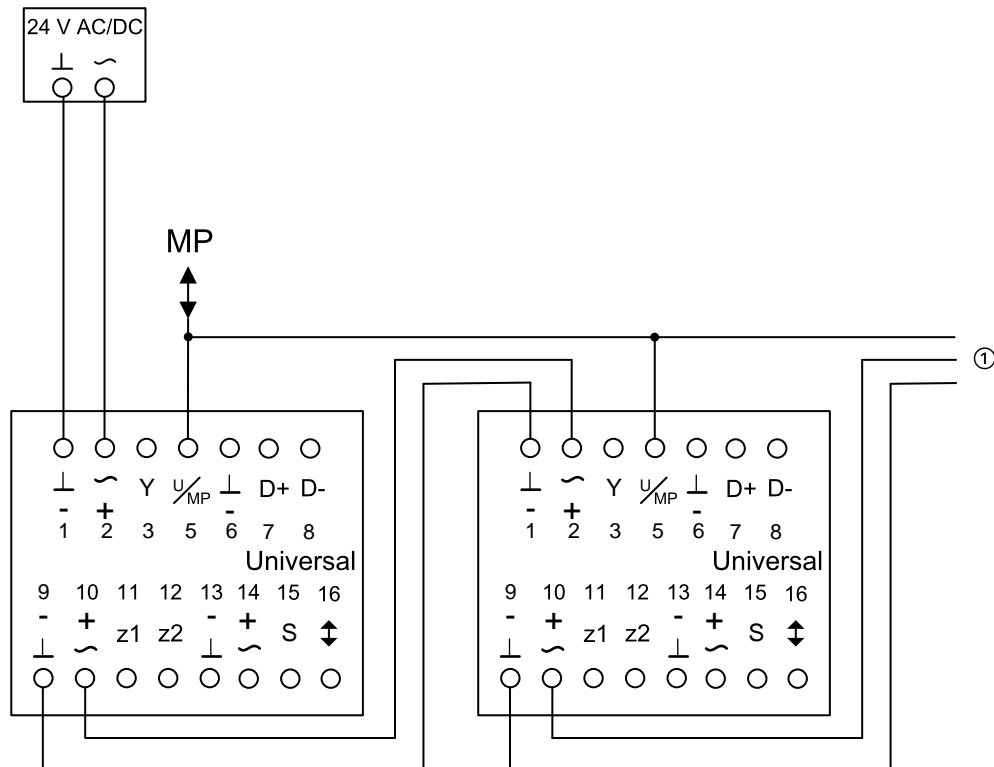 24 V AC/DC
⊥ ~
MP
①
⊥ ~ Y U/MP ⊥ D+ D-
- + -
1 2 3 5 6 7 8
Universal
9 10 11 12 13 14 15 16
- + z1 z2 - + S ↕
⊥ ~ ⊥ ~
⊥ ~ Y U/MP ⊥ D+ D-
- + -
1 2 3 5 6 7 8
Universal
9 10 11 12 13 14 15 16
- + z1 z2 - + S ↕
⊥ ~ ⊥ ~